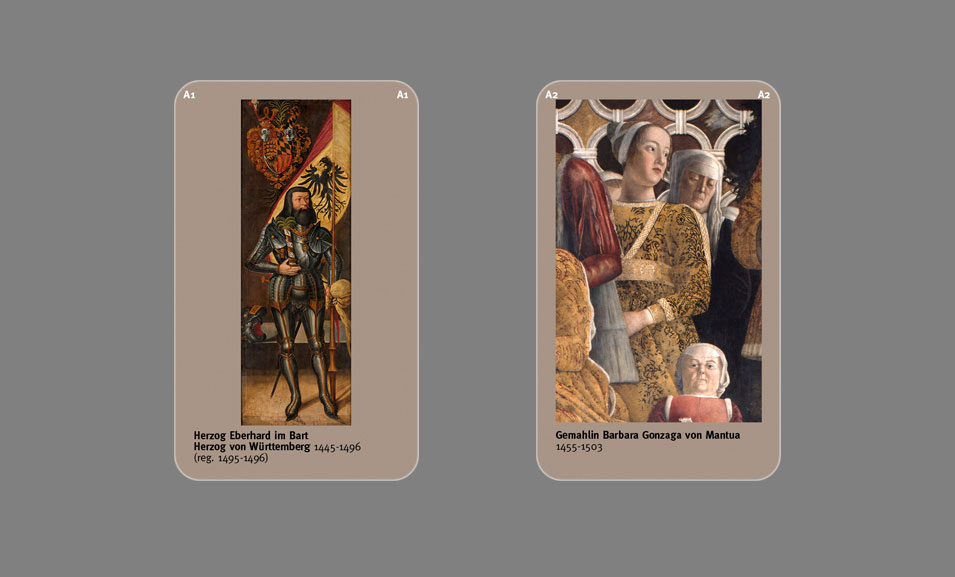 A1 A1
Herzog Eberhard im Bart
Herzog von Württemberg 1445-1496
(reg. 1495-1496)
A2 A2
Gemahlin Barbara Gonzaga von Mantua
1455-1503